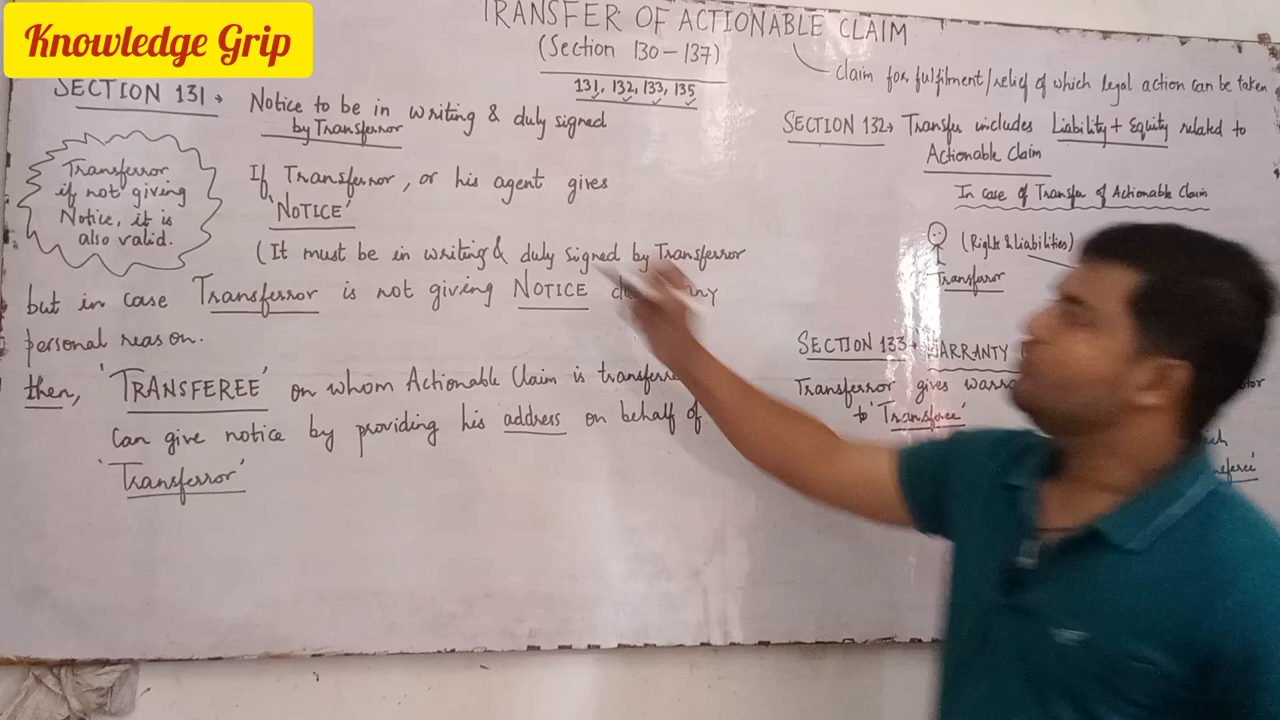 Knowledge Grip
TRANSFER OF ACTIONABLE CLAIM
(Section 130-137)
131, 132, 133, 135
claim for fulfilment/relief of which legal action can be taken
SECTION 131→ Notice to be in writing & duly signed
by Transferror
Transferror
if not giving
Notice, it is
also valid.
If Transferror, or his agent gives
'NOTICE'
(It must be in writing & duly signed by Transferror
but in case Transferror is not giving NOTICE
personal reason.
then, 'TRANSFEREE' on whom Actionable Claim is
can give notice by providing his address on behalf of
'Transferror'
SECTION 132→ Transfer includes Liability + Equity related to
Actionable Claim
In case of Transfer of Actionable Claim
(Rights & Liabilities)
Transferror
SECTION 133→ WARRANTY
Transferror gives
to 'Transferee'